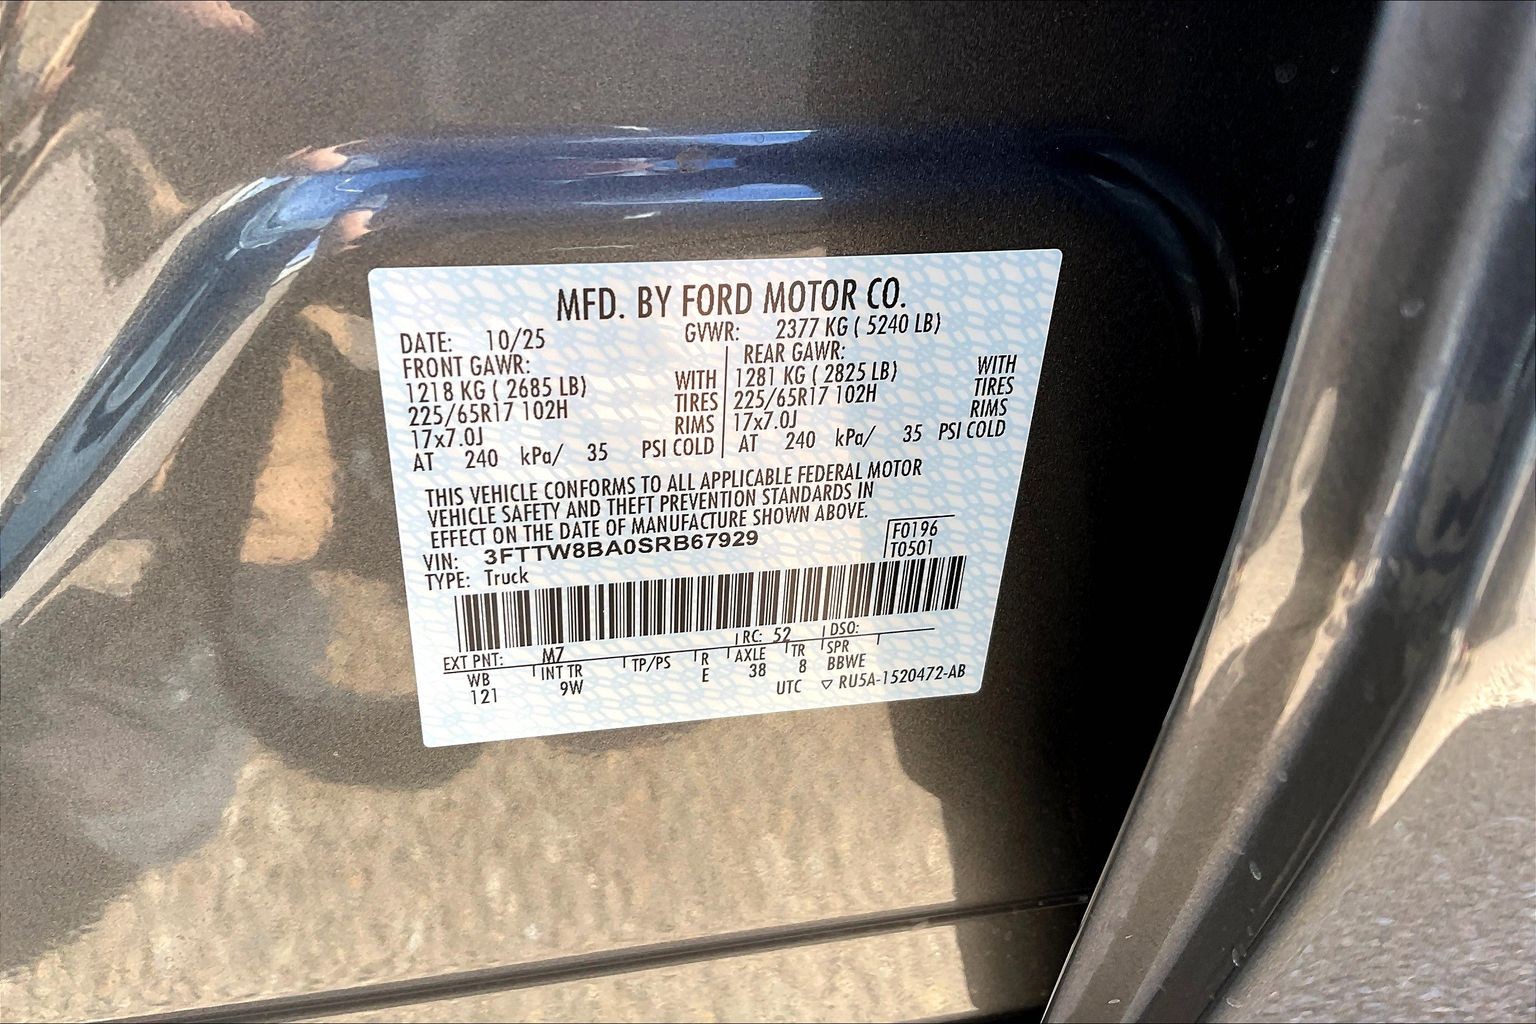 MFD. BY FORD MOTOR CO.
DATE: 10/25 GVWR: 2377 KG ( 5240 LB)
FRONT GAWR: REAR GAWR:
1218 KG ( 2685 LB) WITH 1281 KG ( 2825 LB) WITH
225/65R17 102H TIRES 225/65R17 102H TIRES
17x7.0J RIMS 17x7.0J RIMS
AT 240 kPa/ 35 PSI COLD AT 240 kPa/ 35 PSI COLD
THIS VEHICLE CONFORMS TO ALL APPLICABLE FEDERAL MOTOR
VEHICLE SAFETY AND THEFT PREVENTION STANDARDS IN
EFFECT ON THE DATE OF MANUFACTURE SHOWN ABOVE.
VIN: 3FTTW8BA0SRB67929 F0196
TYPE: Truck T0501
EXT PNT: M7 RC: 52 DSO:
WB INT TR TP/PS R AXLE TR SPR
121 9W E 38 8 BBWE
UTC ▽ RU5A-1520472-AB